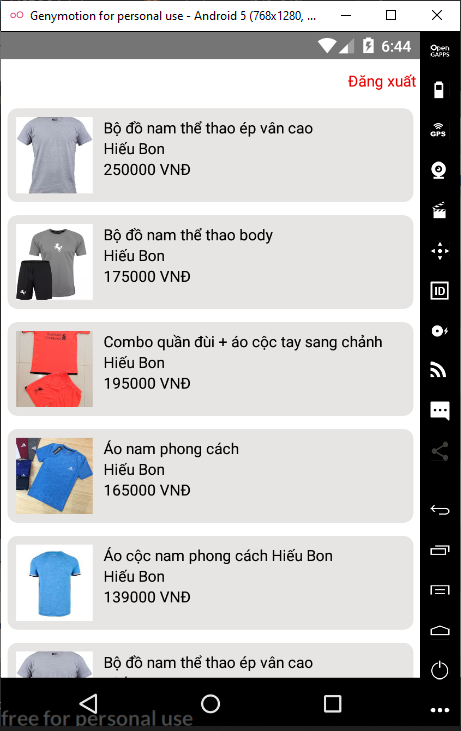 Genymotion for personal use - Android 5 (768x1280, ...
Open
GAPPS
6:44
GPS
ID
Đăng xuất
Bộ đồ nam thể thao ép vân cao
Hiếu Bon
250000 VNĐ
Bộ đồ nam thể thao body
Hiếu Bon
175000 VNĐ
Combo quần đùi + áo cộc tay sang chảnh
Hiếu Bon
195000 VNĐ
Áo nam phong cách
Hiếu Bon
165000 VNĐ
Áo cộc nam phong cách Hiếu Bon
Hiếu Bon
139000 VNĐ
Bộ đồ nam thể thao ép vân cao
free for personal use